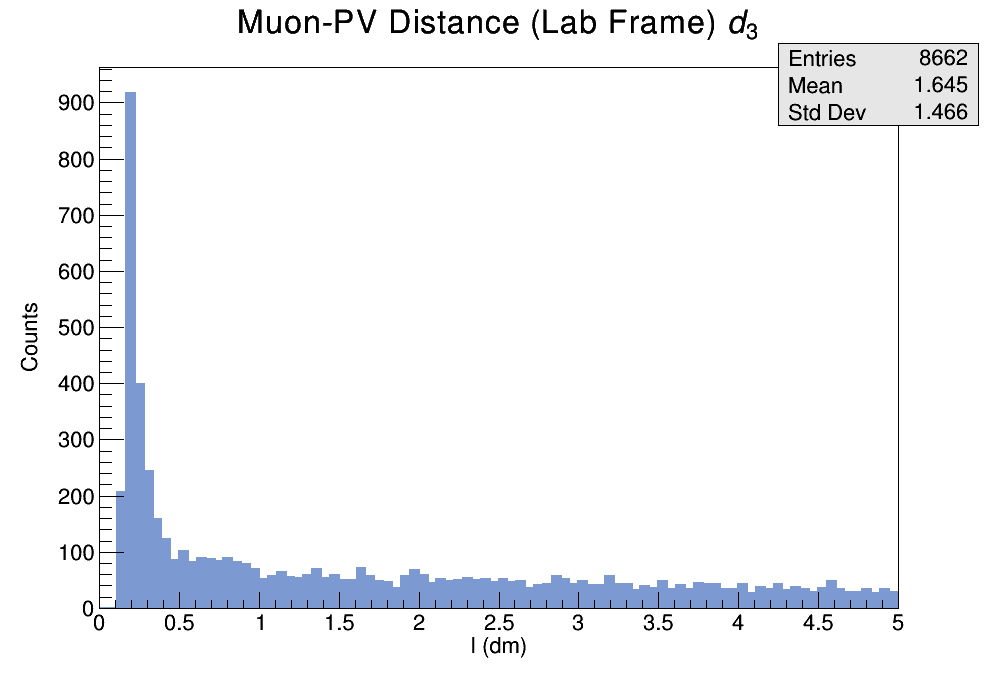 Muon-PV Distance (Lab Frame) d₃
Entries 8662
Mean 1.645
Std Dev 1.466
900
800
700
600
500
400
300
200
100
0
Counts
0 0.5 1 1.5 2 2.5 3 3.5 4 4.5 5
l (dm)